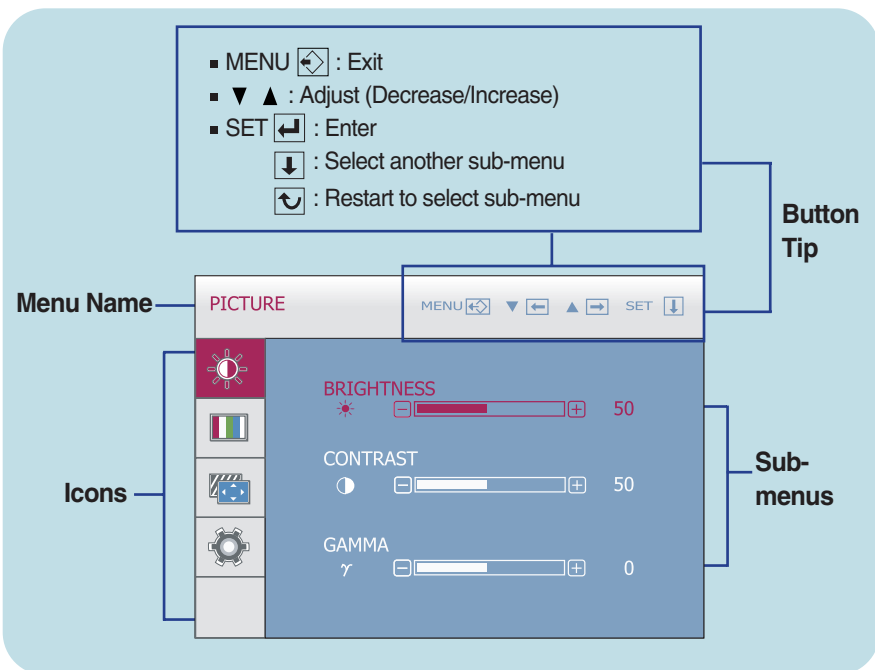 MENU : Exit
▼ ▲ : Adjust (Decrease/Increase)
SET : Enter
: Select another sub-menu
: Restart to select sub-menu
Button
Tip
Menu Name
PICTURE
MENU ▼ ▲ SET
BRIGHTNESS
50
CONTRAST
50
GAMMA
γ 0
Icons
Sub-
menus